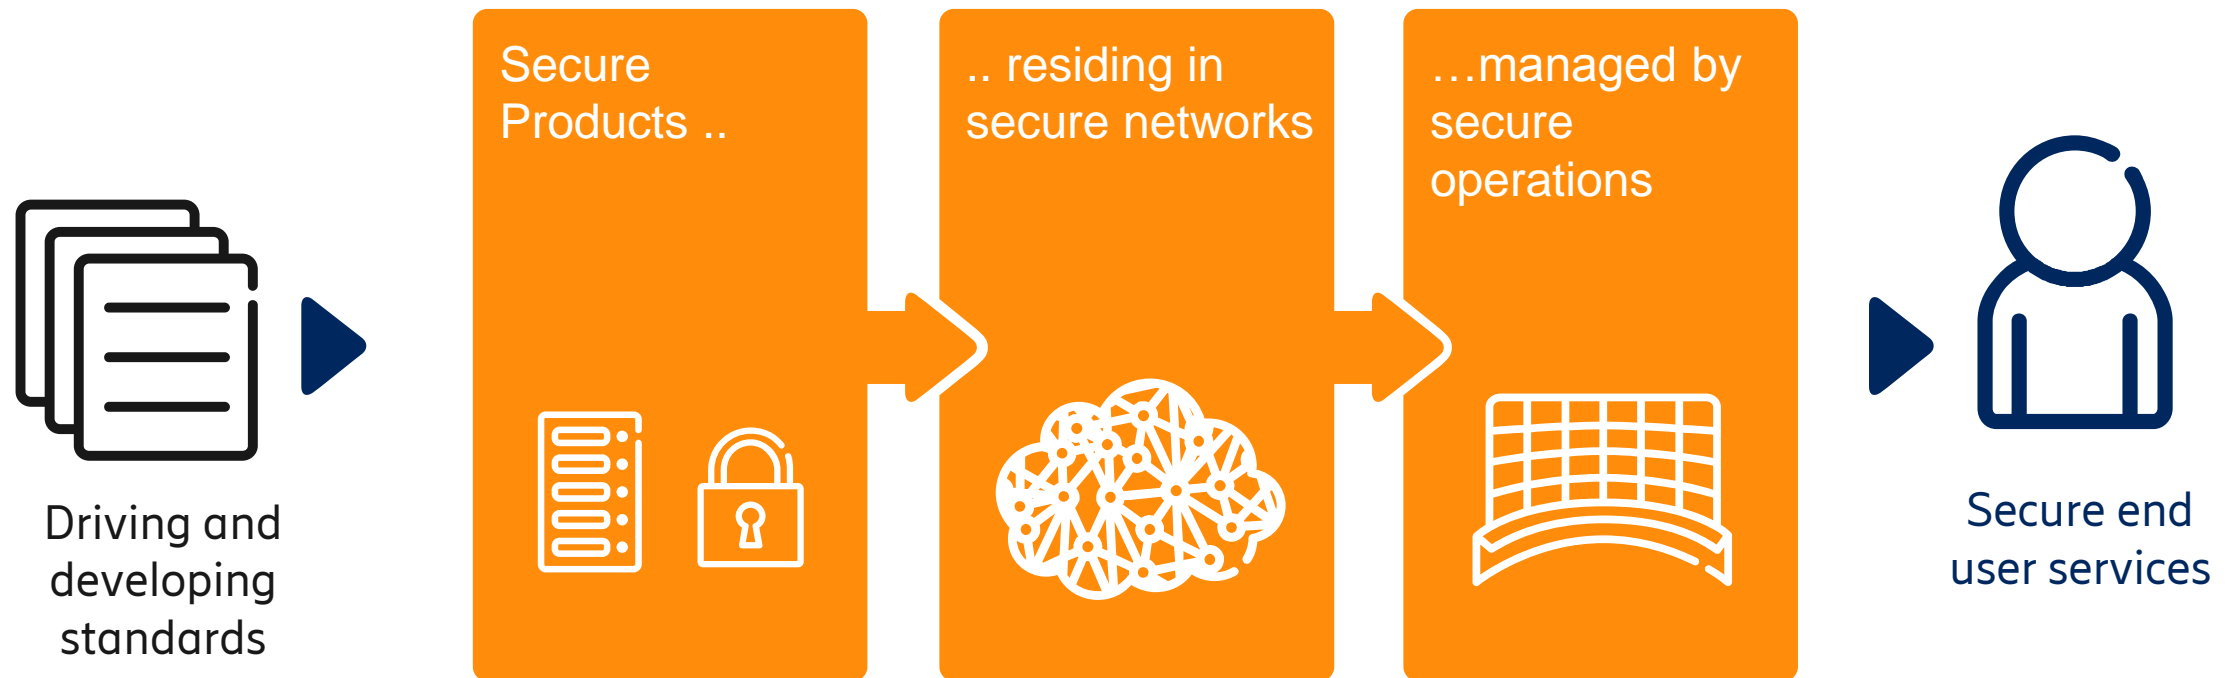 Secure
Products ..
.. residing in
secure networks
…managed by
secure
operations
Driving and
developing
standards
Secure end
user services